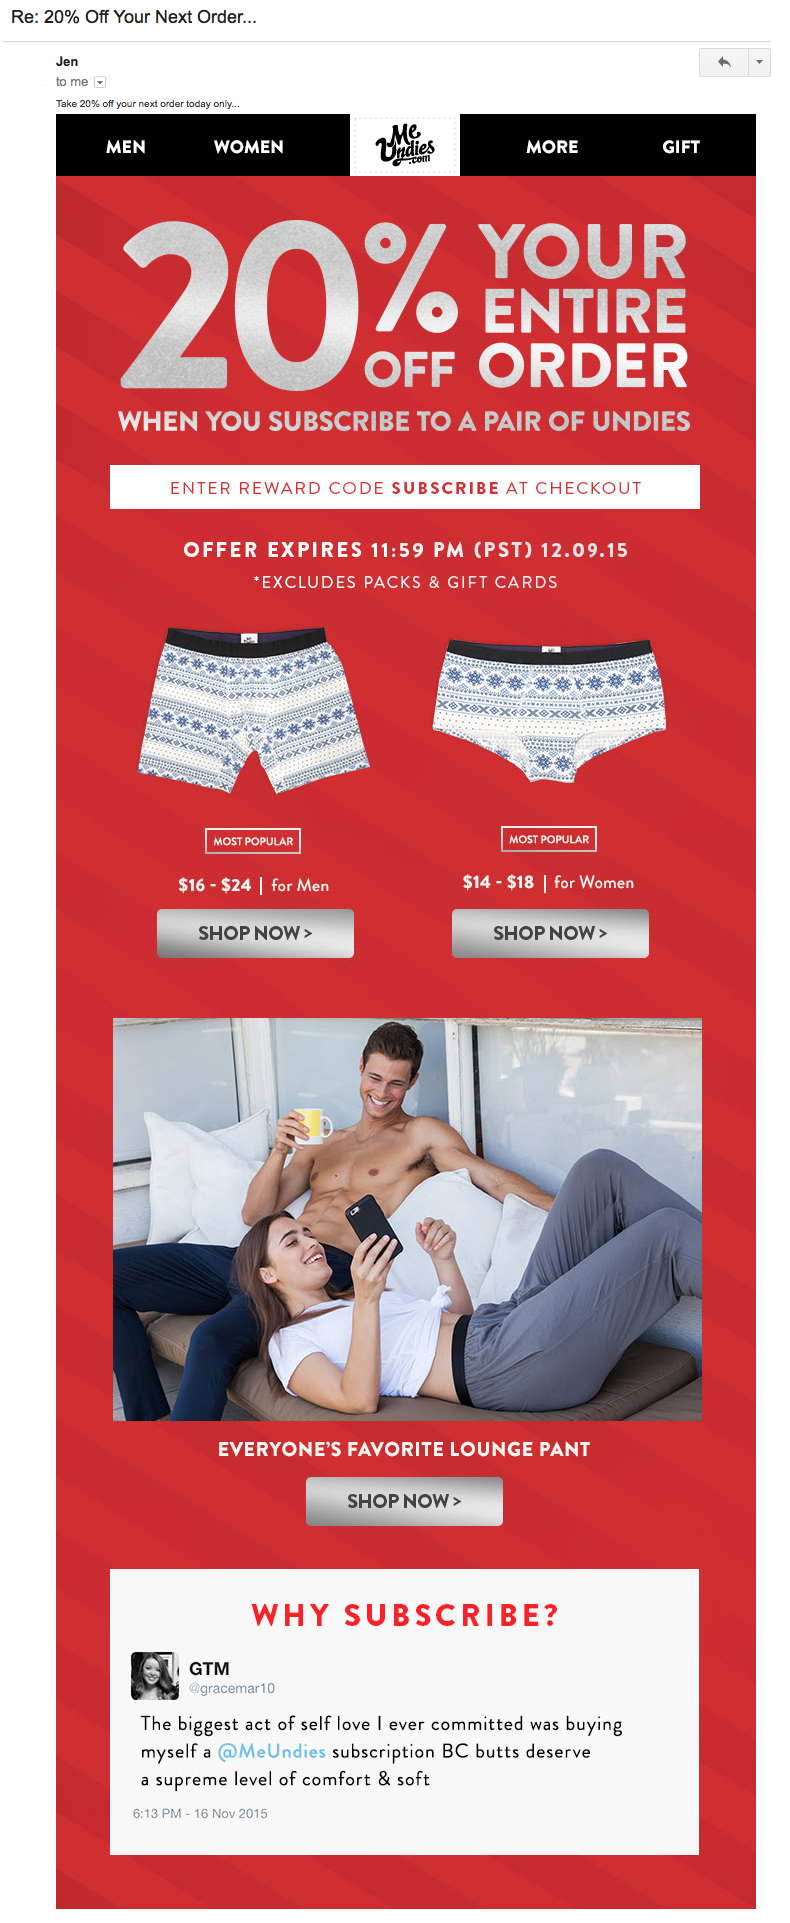 Re: 20% Off Your Next Order...
Jen
to me
Take 20% off your next order today only...
MEN WOMEN Me Undies .com MORE GIFT
20% OFF YOUR ENTIRE ORDER
WHEN YOU SUBSCRIBE TO A PAIR OF UNDIES
ENTER REWARD CODE SUBSCRIBE AT CHECKOUT
OFFER EXPIRES 11:59 PM (PST) 12.09.15
*EXCLUDES PACKS & GIFT CARDS
MOST POPULAR MOST POPULAR
$16 - $24 | for Men $14 - $18 | for Women
SHOP NOW > SHOP NOW >
EVERYONE'S FAVORITE LOUNGE PANT
SHOP NOW >
WHY SUBSCRIBE?
GTM
@gracemar10
The biggest act of self love I ever committed was buying
myself a @MeUndies subscription BC butts deserve
a supreme level of comfort & soft
6:13 PM - 16 Nov 2015